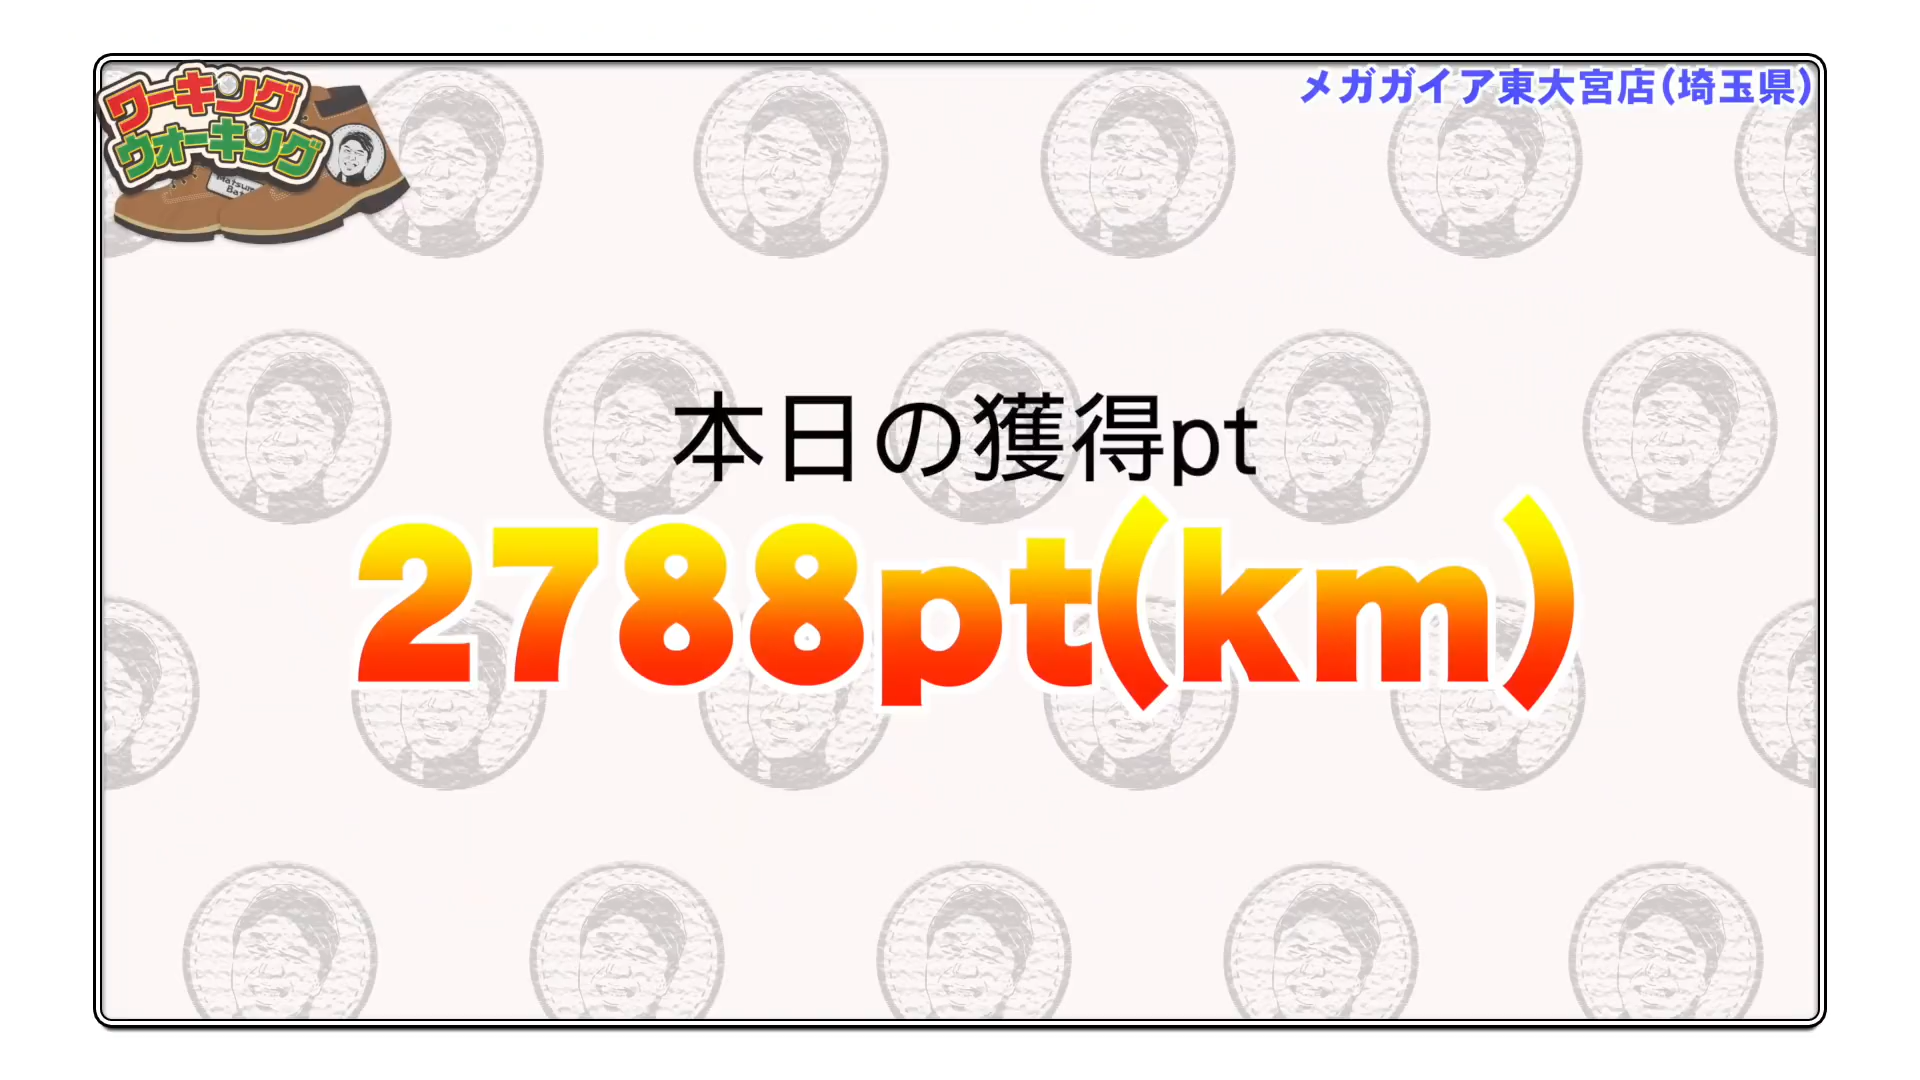 ワーキング
ウォーキング
メガガイア東大宮店(埼玉県)
本日の獲得pt
2788pt(km)